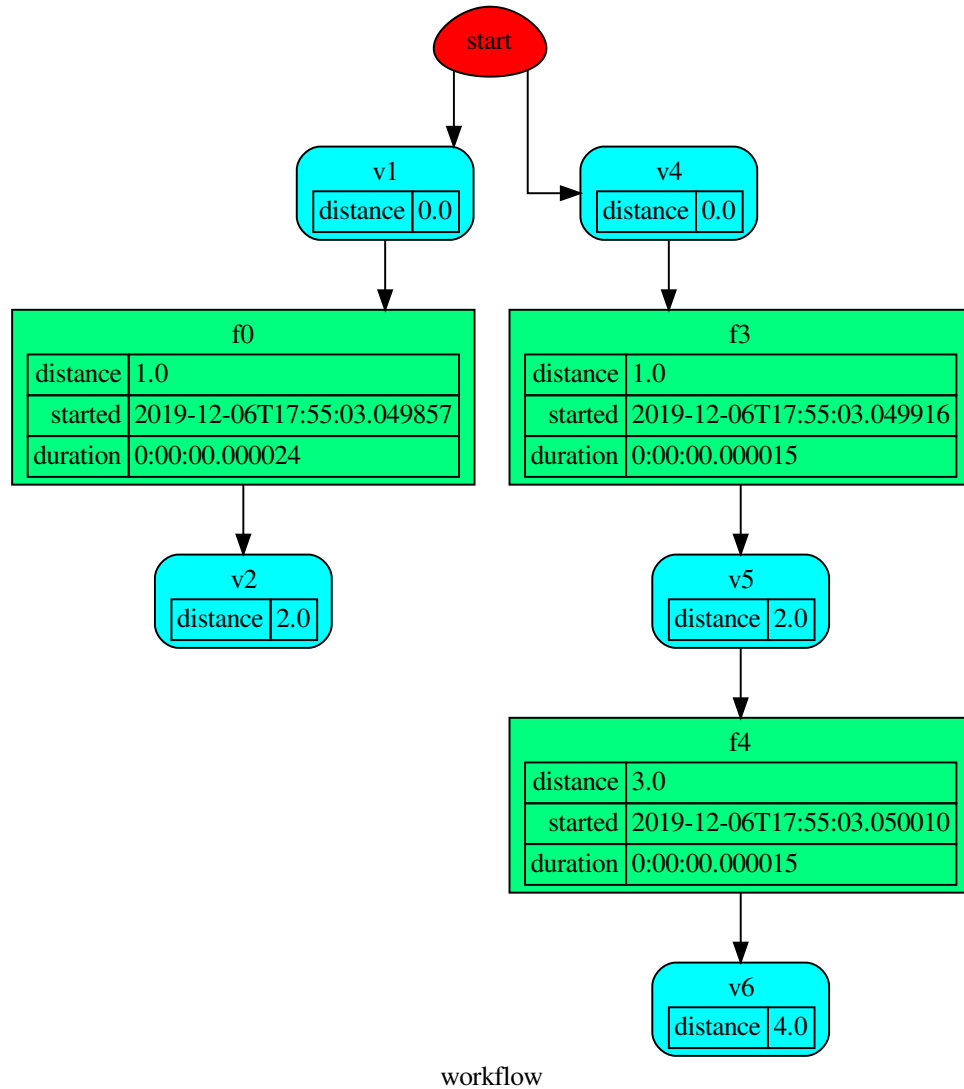 start
v1
distance 0.0
v4
distance 0.0
f0
distance 1.0
started 2019-12-06T17:55:03.049857
duration 0:00:00.000024
f3
distance 1.0
started 2019-12-06T17:55:03.049916
duration 0:00:00.000015
v2
distance 2.0
v5
distance 2.0
f4
distance 3.0
started 2019-12-06T17:55:03.050010
duration 0:00:00.000015
v6
distance 4.0
workflow